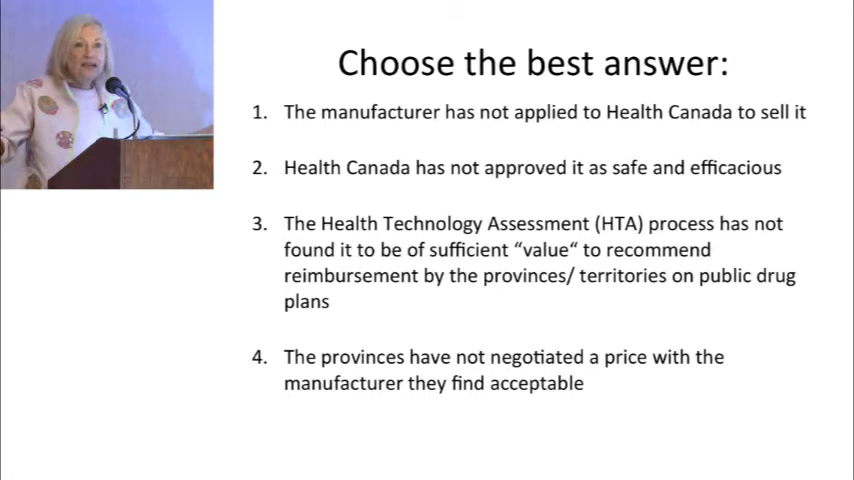 Choose the best answer:
1. The manufacturer has not applied to Health Canada to sell it
2. Health Canada has not approved it as safe and efficacious
3. The Health Technology Assessment (HTA) process has not
found it to be of sufficient “value“ to recommend
reimbursement by the provinces/ territories on public drug
plans
4. The provinces have not negotiated a price with the
manufacturer they find acceptable